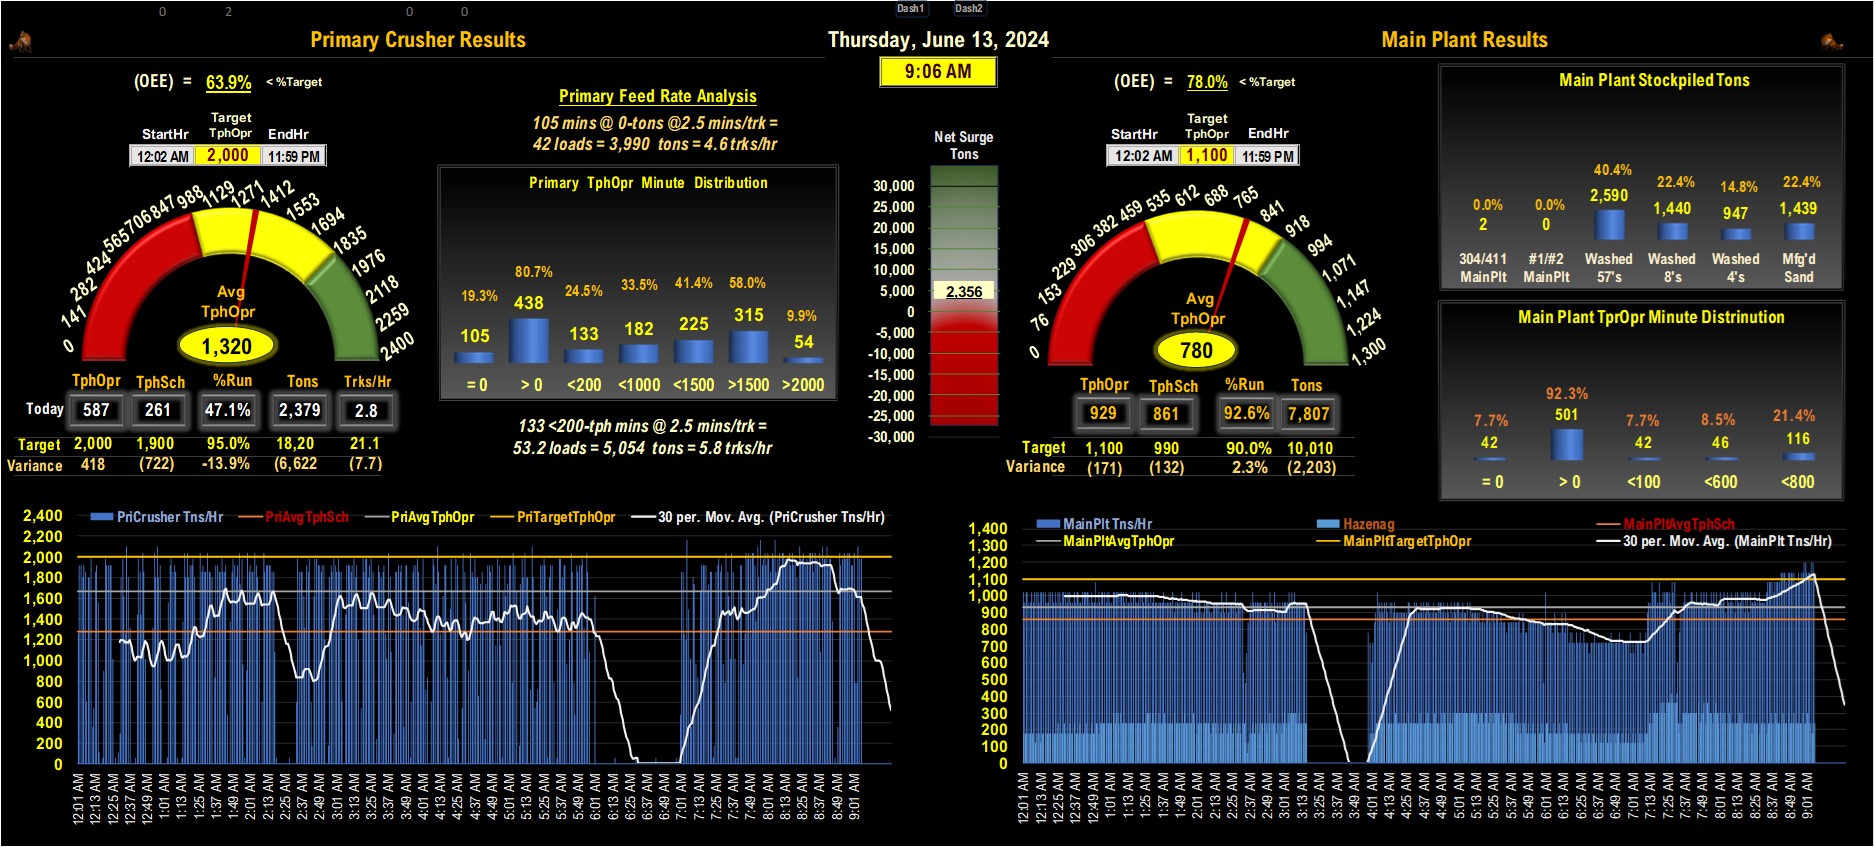 0 2 0 0 Dash1 Dash2
Primary Crusher Results
Thursday, June 13, 2024
Main Plant Results
9:06 AM
(OEE) = 63.9% < %Target
StartHr Target TphOpr EndHr
12:02 AM 2,000 11:59 PM
0 141 282 424 565 706 847 988 1129 1271 1412 1553 1694 1835 1976 2118 2259 2400
Avg
TphOpr
1,320
TphOpr TphSch %Run Tons Trks/Hr
Today 587 261 47.1% 2,379 2.8
Target 2,000 1,900 95.0% 18,20 21.1
Variance 418 (722) -13.9% (6,622 (7.7)
Primary Feed Rate Analysis
105 mins @ 0-tons @2.5 mins/trk =
42 loads = 3,990 tons = 4.6 trks/hr
Primary TphOpr Minute Distribution
19.3% 80.7% 24.5% 33.5% 41.4% 58.0% 9.9%
105 438 133 182 225 315 54
= 0 > 0 <200 <1000 <1500 >1500 >2000
133 <200-tph mins @ 2.5 mins/trk =
53.2 loads = 5,054 tons = 5.8 trks/hr
Net Surge
Tons
30,000
25,000
20,000
15,000
10,000
5,000
2,356
0
-5,000
-10,000
-15,000
-20,000
-25,000
-30,000
(OEE) = 78.0% < %Target
StartHr Target TphOpr EndHr
12:02 AM 1,100 11:59 PM
0 76 153 229 306 382 459 535 612 688 765 841 918 994 1,071 1,147 1,224 1,300
Avg
TphOpr
780
TphOpr TphSch %Run Tons
929 861 92.6% 7,807
Target 1,100 990 90.0% 10,010
Variance (171) (132) 2.3% (2,203)
Main Plant Stockpiled Tons
0.0% 0.0% 40.4% 22.4% 14.8% 22.4%
2 0 2,590 1,440 947 1,439
304/411 #1/#2 Washed Washed Washed Mfg'd
MainPlt MainPlt 57's 8's 4's Sand
Main Plant TprOpr Minute Distrinution
7.7% 92.3% 7.7% 8.5% 21.4%
42 501 42 46 116
= 0 > 0 <100 <600 <800
PriCrusher Tns/Hr PriAvgTphSch PriAvgTphOpr PriTargetTphOpr 30 per. Mov. Avg. (PriCrusher Tns/Hr)
2,400
2,200
2,000
1,800
1,600
1,400
1,200
1,000
800
600
400
200
0
12:01 AM 12:13 AM 12:25 AM 12:37 AM 12:49 AM 1:01 AM 1:13 AM 1:25 AM 1:37 AM 1:49 AM 2:01 AM 2:13 AM 2:25 AM 2:37 AM 2:49 AM 3:01 AM 3:13 AM 3:25 AM 3:37 AM 3:49 AM 4:01 AM 4:13 AM 4:25 AM 4:37 AM 4:49 AM 5:01 AM 5:13 AM 5:25 AM 5:37 AM 5:49 AM 6:01 AM 6:13 AM 6:25 AM 6:37 AM 6:49 AM 7:01 AM 7:13 AM 7:25 AM 7:37 AM 7:49 AM 8:01 AM 8:13 AM 8:25 AM 8:37 AM 8:49 AM 9:01 AM
MainPlt Tns/Hr Hazenag MainPltAvgTphSch
MainPltAvgTphOpr MainPltTargetTphOpr 30 per. Mov. Avg. (MainPlt Tns/Hr)
1,400
1,300
1,200
1,100
1,000
900
800
700
600
500
400
300
200
100
0
12:01 AM 12:13 AM 12:25 AM 12:37 AM 12:49 AM 1:01 AM 1:13 AM 1:25 AM 1:37 AM 1:49 AM 2:01 AM 2:13 AM 2:25 AM 2:37 AM 2:49 AM 3:01 AM 3:13 AM 3:25 AM 3:37 AM 3:49 AM 4:01 AM 4:13 AM 4:25 AM 4:37 AM 4:49 AM 5:01 AM 5:13 AM 5:25 AM 5:37 AM 5:49 AM 6:01 AM 6:13 AM 6:25 AM 6:37 AM 6:49 AM 7:01 AM 7:13 AM 7:25 AM 7:37 AM 7:49 AM 8:01 AM 8:13 AM 8:25 AM 8:37 AM 8:49 AM 9:01 AM